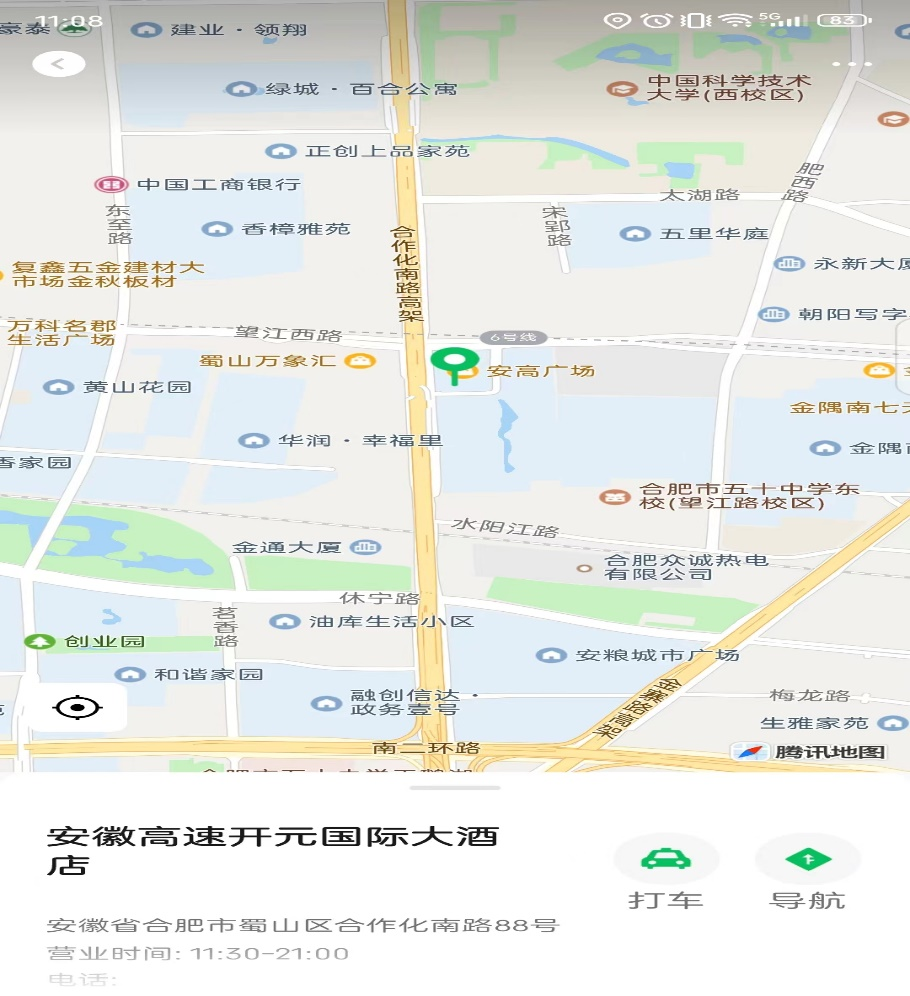 11:08
5G
83
豪泰
建业·领翔
绿城·百合公寓
中国科学技术
大学(西校区)
正创上品家苑
中国工商银行
肥西路
太湖路
东至路
宋郢路
香樟雅苑
五里华庭
合作化南路高架
复鑫五金建材大
市场金秋板材
永新大厦
朝阳写字
万科名郡
生活广场
望江西路
6号线
蜀山万象汇
安高广场
黄山花园
金隅南七
华润·幸福里
金隅
香家园
合肥市五十中学东
校(望江路校区)
水阳江路
金通大厦
合肥众诚热电
有限公司
休宁路
茗香路
油库生活小区
创业园
安粮城市广场
和谐家园
金寨路高架
融创信达·
政务壹号
梅龙路
生雅家苑
南二环路
腾讯地图
安徽高速开元国际大酒
店
打车
导航
安徽省合肥市蜀山区合作化南路88号
营业时间: 11:30-21:00
电话: